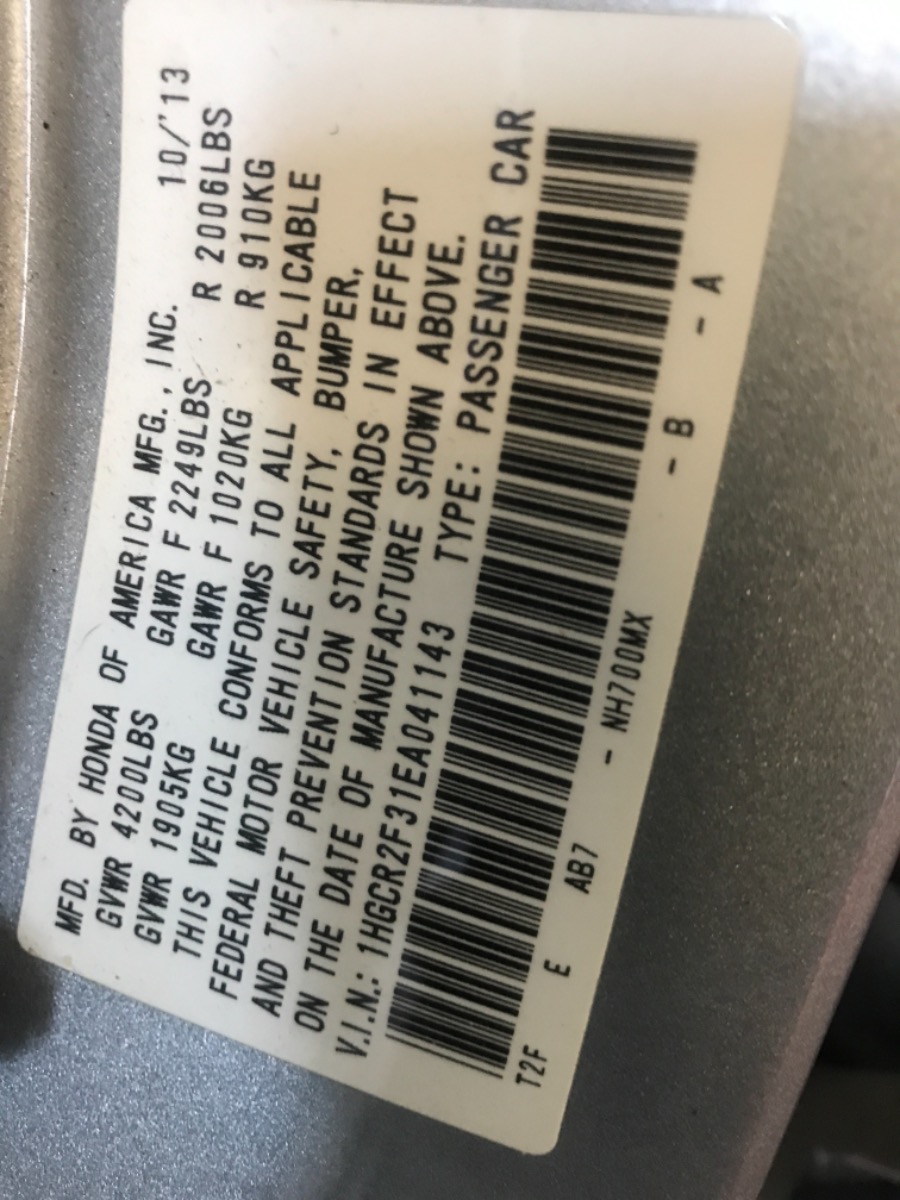 MFD. BY HONDA OF AMERICA MFG., INC. 10/'13
GVWR 4200LBS GAWR F 2249LBS R 2006LBS
GVWR 1905KG GAWR F 1020KG R 910KG
THIS VEHICLE CONFORMS TO ALL APPLICABLE
FEDERAL MOTOR VEHICLE SAFETY, BUMPER,
AND THEFT PREVENTION STANDARDS IN EFFECT
ON THE DATE OF MANUFACTURE SHOWN ABOVE.
V.I.N.: 1HGCR2F31EA041143 TYPE: PASSENGER CAR
T2F E AB7 - NH700MX - B - A